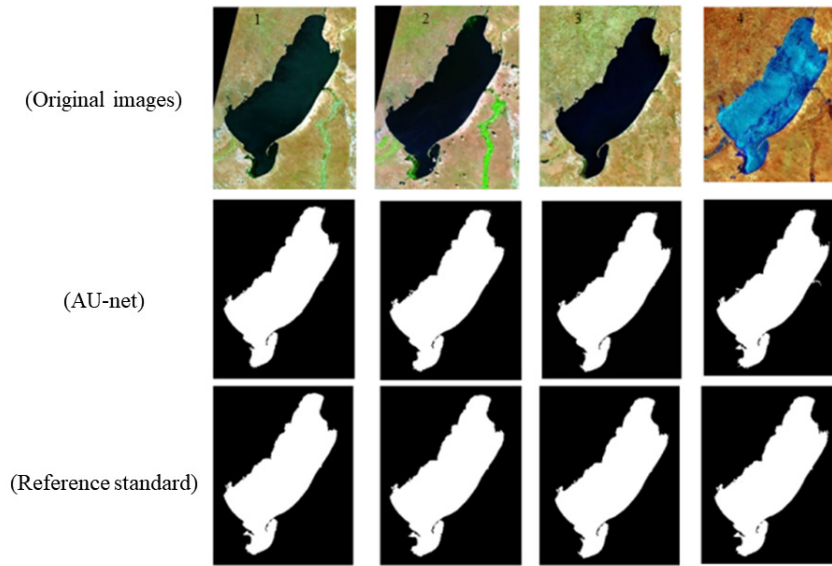 1 2 3 4
(Original images)
(AU-net)
(Reference standard)